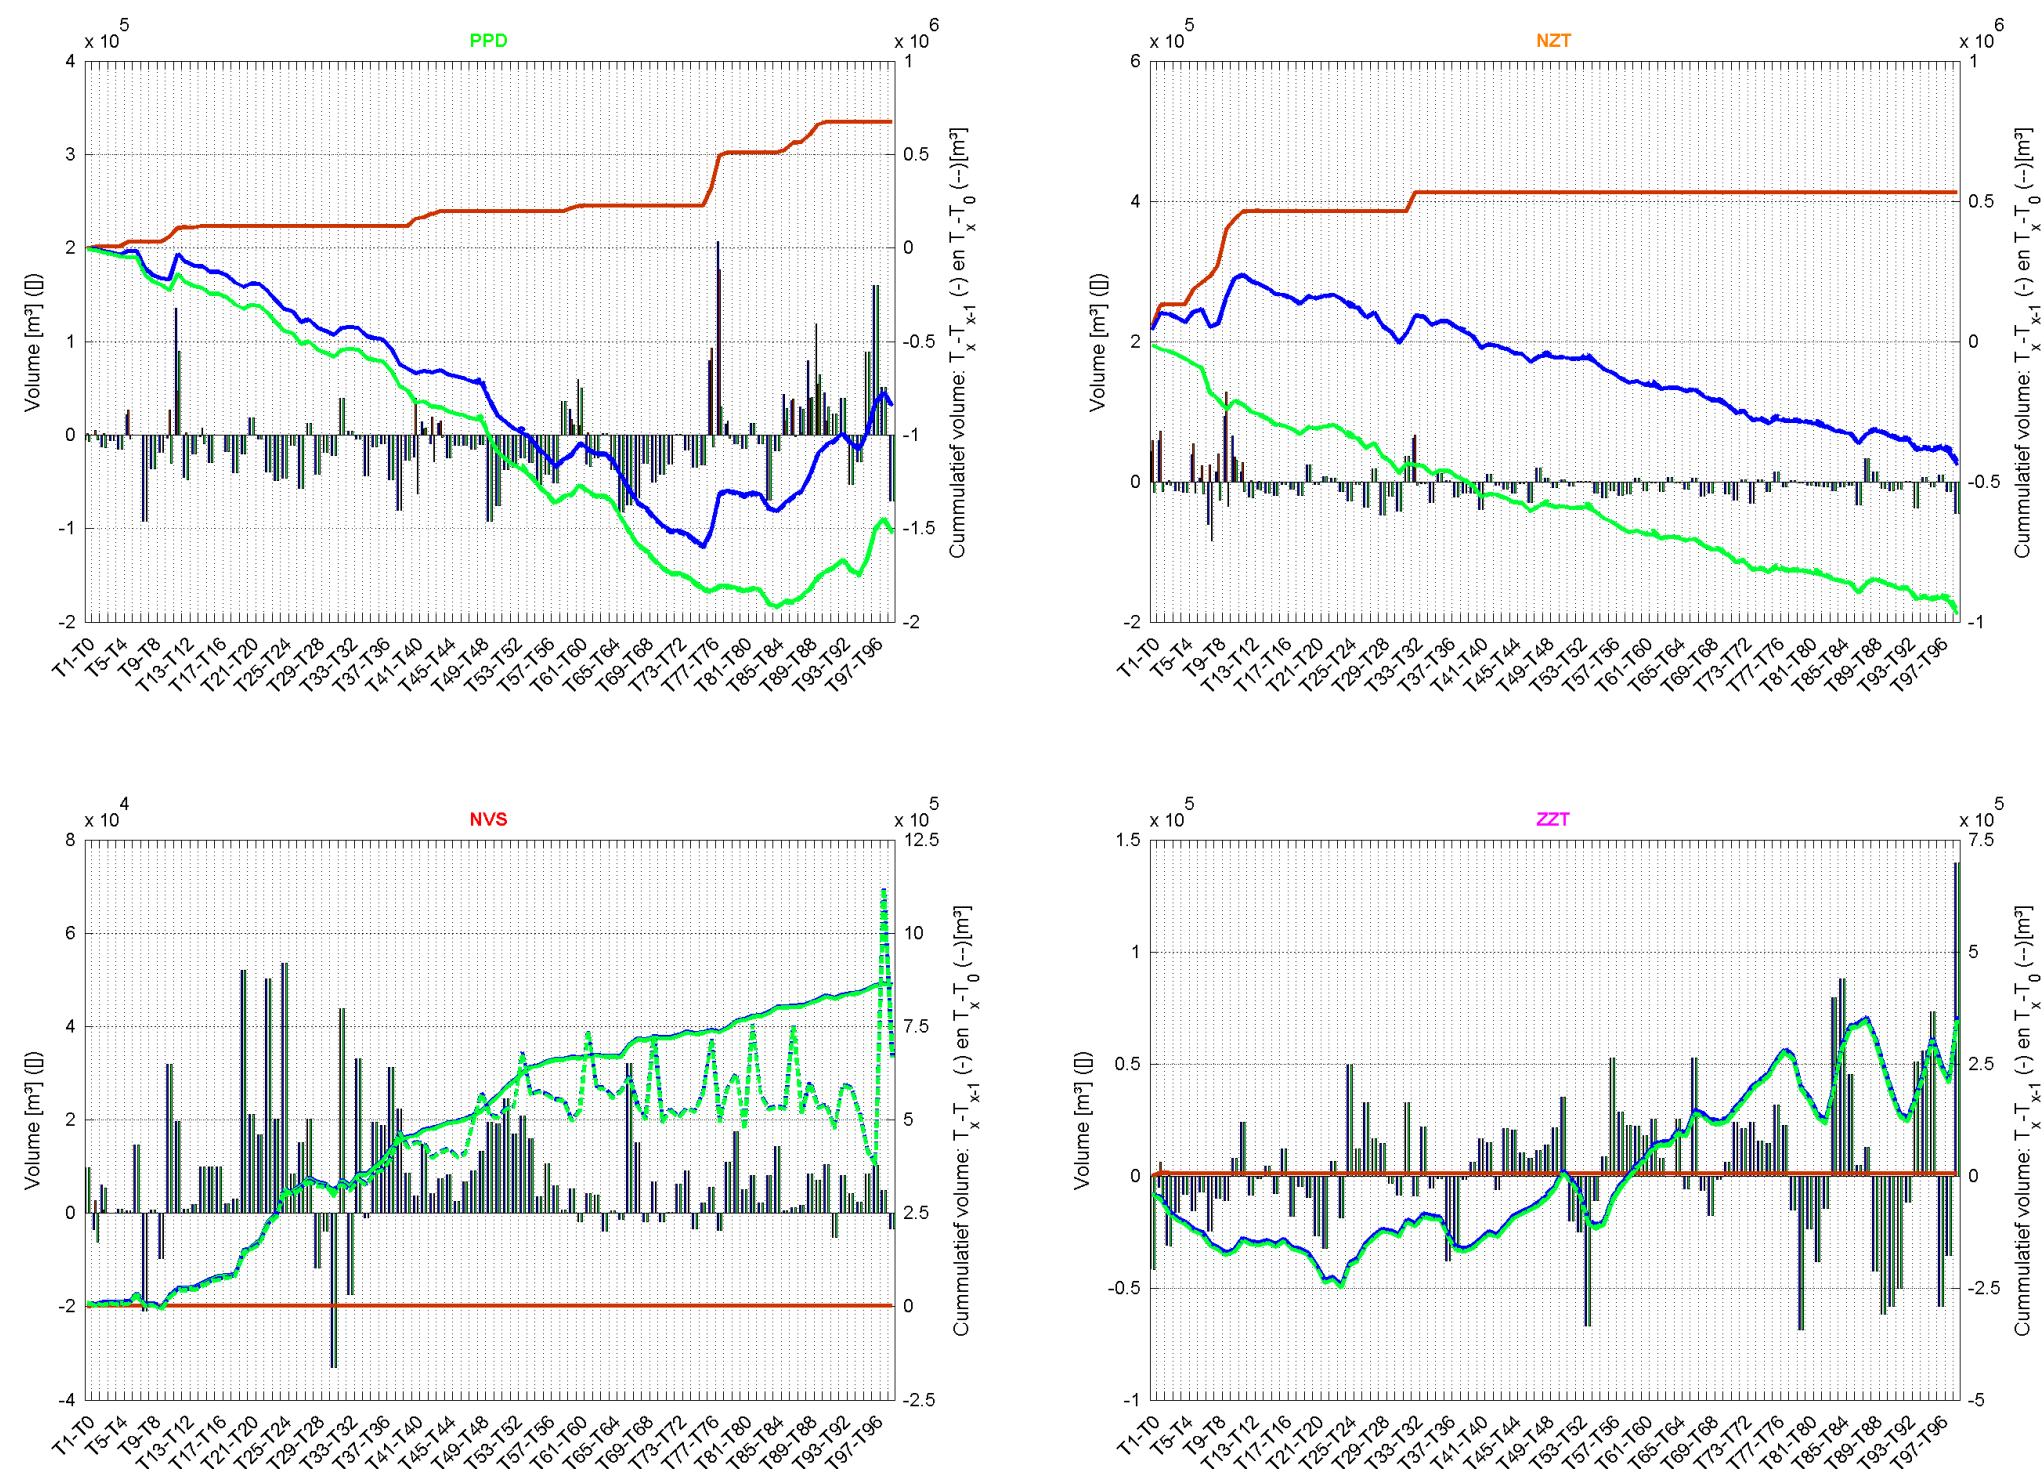 x 10^5
PPD
x 10^6
4
3
2
1
0
-1
-2
1
0.5
0
-0.5
-1
-1.5
-2
Volume [m³] ([])
Cummulatief volume: T_x-T_x-1 (-) en T_x-T_0 (--)[m³]
T1-T0
T5-T4
T9-T8
T13-T12
T17-T16
T21-T20
T25-T24
T29-T28
T33-T32
T37-T36
T41-T40
T45-T44
T49-T48
T53-T52
T57-T56
T61-T60
T65-T64
T69-T68
T73-T72
T77-T76
T81-T80
T85-T84
T89-T88
T93-T92
T97-T96
x 10^5
NZT
x 10^6
6
5
4
3
2
1
0
-1
-2
1
0.5
0
-0.5
-1
Volume [m³] ([])
Cummulatief volume: T_x-T_x-1 (-) en T_x-T_0 (--)[m³]
T1-T0
T5-T4
T9-T8
T13-T12
T17-T16
T21-T20
T25-T24
T29-T28
T33-T32
T37-T36
T41-T40
T45-T44
T49-T48
T53-T52
T57-T56
T61-T60
T65-T64
T69-T68
T73-T72
T77-T76
T81-T80
T85-T84
T89-T88
T93-T92
T97-T96
x 10^4
NVS
x 10^5
8
6
4
2
0
-2
-4
12.5
10
7.5
5
2.5
0
-2.5
Volume [m³] ([])
Cummulatief volume: T_x-T_x-1 (-) en T_x-T_0 (--)[m³]
T1-T0
T5-T4
T9-T8
T13-T12
T17-T16
T21-T20
T25-T24
T29-T28
T33-T32
T37-T36
T41-T40
T45-T44
T49-T48
T53-T52
T57-T56
T61-T60
T65-T64
T69-T68
T73-T72
T77-T76
T81-T80
T85-T84
T89-T88
T93-T92
T97-T96
x 10^5
ZZT
x 10^5
1.5
1
0.5
0
-0.5
-1
7.5
5
2.5
0
-2.5
-5
Volume [m³] ([])
Cummulatief volume: T_x-T_x-1 (-) en T_x-T_0 (--)[m³]
T1-T0
T5-T4
T9-T8
T13-T12
T17-T16
T21-T20
T25-T24
T29-T28
T33-T32
T37-T36
T41-T40
T45-T44
T49-T48
T53-T52
T57-T56
T61-T60
T65-T64
T69-T68
T73-T72
T77-T76
T81-T80
T85-T84
T89-T88
T93-T92
T97-T96